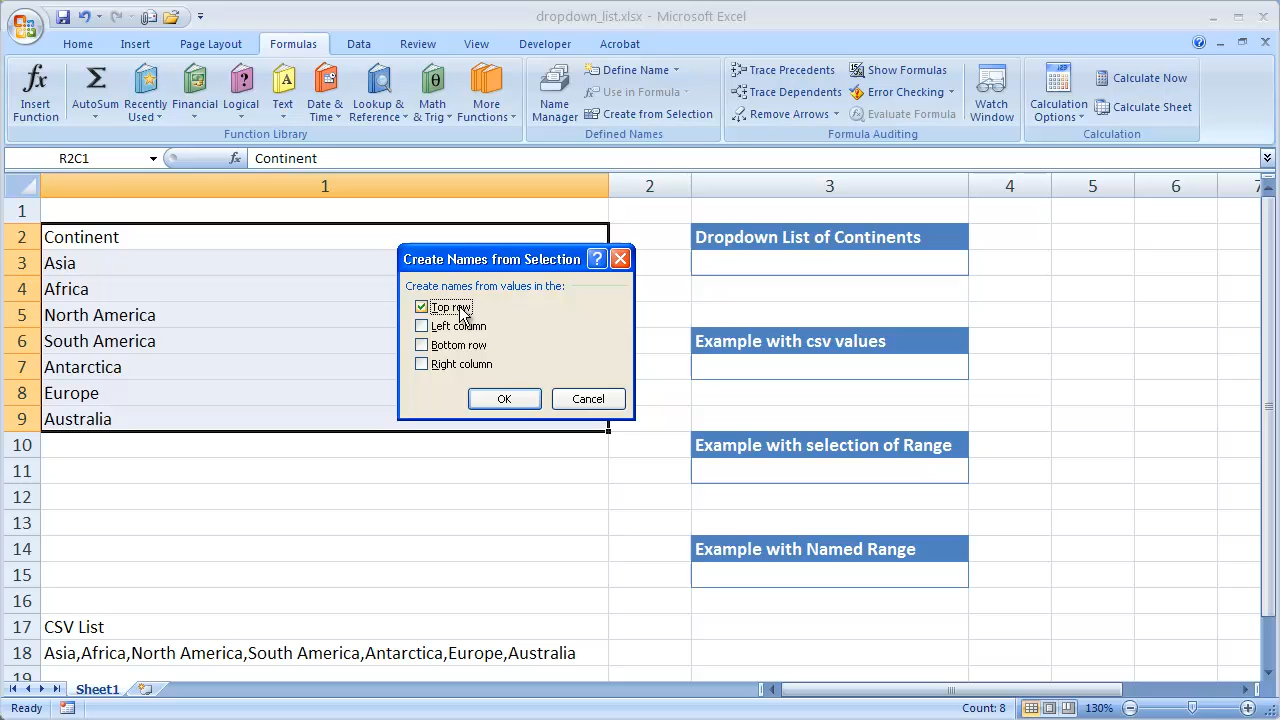 dropdown_list.xlsx - Microsoft Excel
Home Insert Page Layout Formulas Data Review View Developer Acrobat
fx Insert Function
Σ AutoSum
Recently Used
Financial
Logical
A Text
Date & Time
Lookup & Reference
θ Math & Trig
More Functions
Function Library
Name Manager
Define Name
Use in Formula
Create from Selection
Defined Names
Trace Precedents
Trace Dependents
Remove Arrows
Show Formulas
Error Checking
Evaluate Formula
Watch Window
Formula Auditing
Calculation Options
Calculate Now
Calculate Sheet
Calculation
R2C1 fx Continent
1 2 3 4 5 6 7
1
2 Continent Dropdown List of Continents
3 Asia
4 Africa
5 North America
6 South America Example with csv values
7 Antarctica
8 Europe
9 Australia
10 Example with selection of Range
11
12
13
14 Example with Named Range
15
16
17 CSV List
18 Asia,Africa,North America,South America,Antarctica,Europe,Australia
19
Create Names from Selection ?
Create names from values in the:
Top row
Left column
Bottom row
Right column
OK Cancel
Sheet1
Ready Count: 8 130%